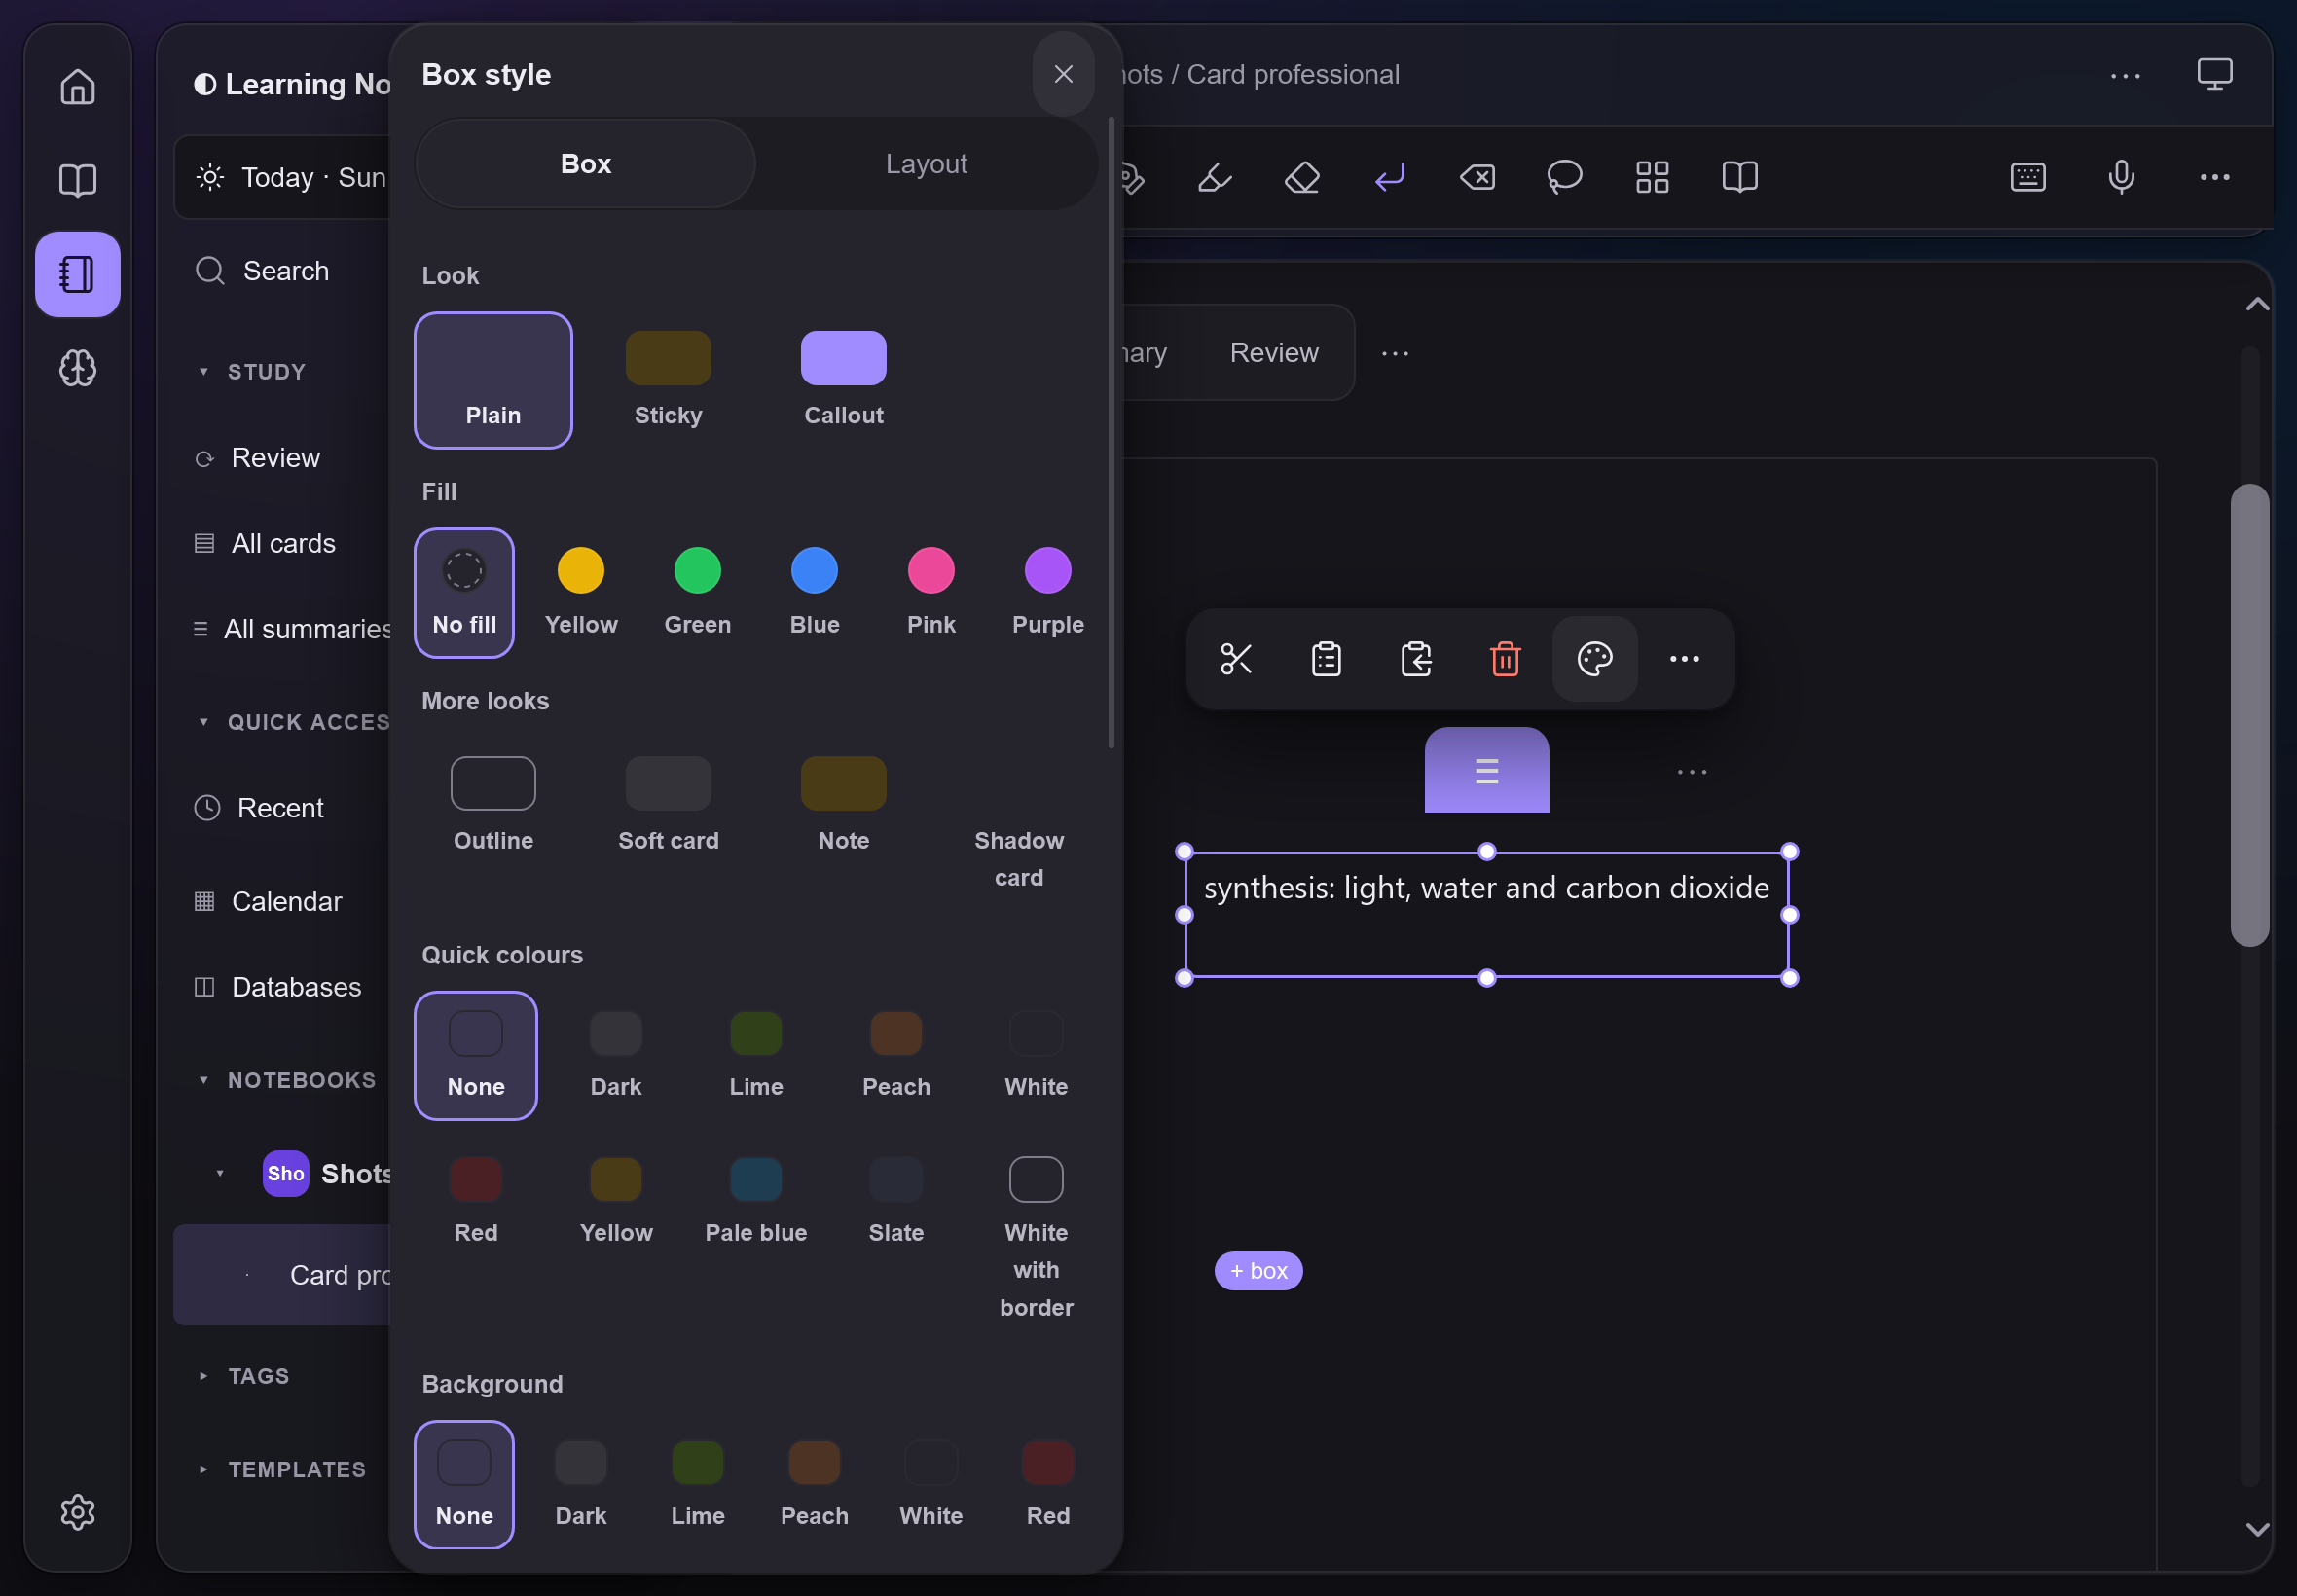 Learning No
Today · Sun
Search
STUDY
Review
All cards
All summaries
QUICK ACCES
Recent
Calendar
Databases
NOTEBOOKS
Sho Shots
Card pro
TAGS
TEMPLATES
Box style
Box Layout
Look
Plain Sticky Callout
Fill
No fill Yellow Green Blue Pink Purple
More looks
Outline Soft card Note Shadow
card
Quick colours
None Dark Lime Peach White
Red Yellow Pale blue Slate White
with
border
Background
None Dark Lime Peach White Red
ots / Card professional
ary Review
synthesis: light, water and carbon dioxide
+ box